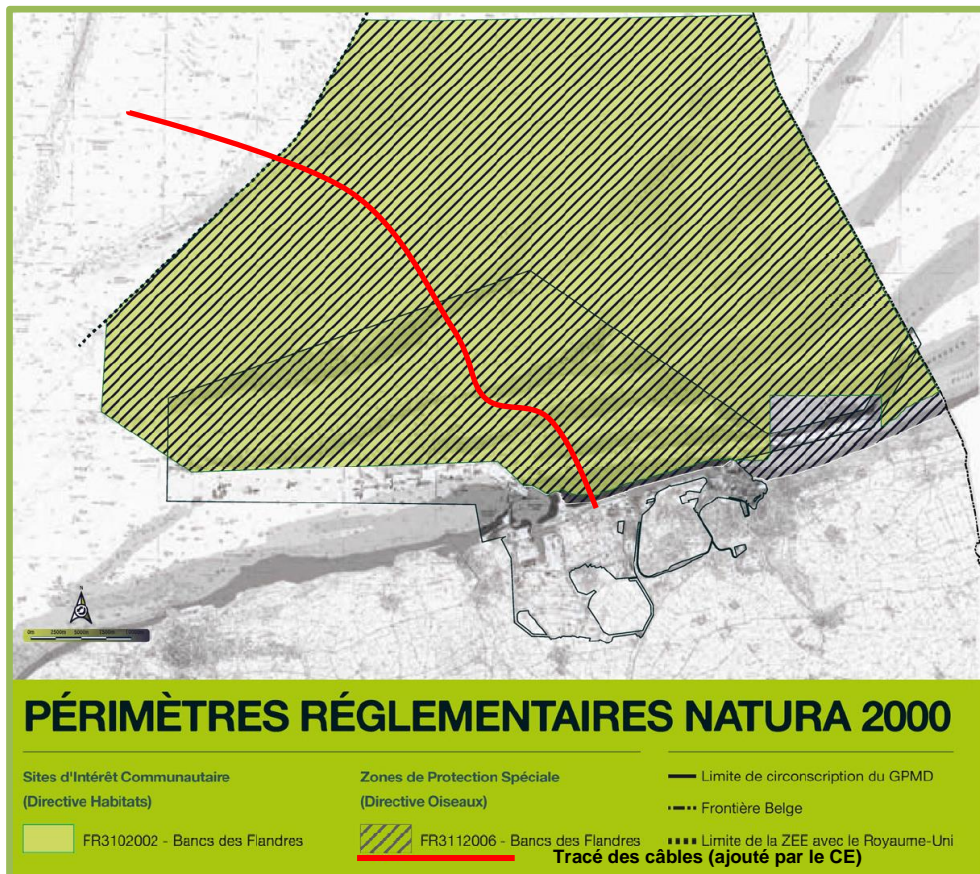 PÉRIMÈTRES RÉGLEMENTAIRES NATURA 2000
Sites d'Intérêt Communautaire
(Directive Habitats)
FR3102002 - Bancs des Flandres
Zones de Protection Spéciale
(Directive Oiseaux)
FR3112006 - Bancs des Flandres
Limite de circonscription du GPMD
Frontière Belge
Limite de la ZEE avec le Royaume-Uni
Tracé des câbles (ajouté par le CE)